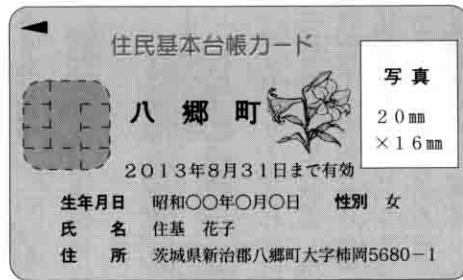 住民基本台帳カード
八郷町
写真
20㎜
×16㎜
2013年8月31日まで有効
生年月日 昭和〇〇年〇月〇日 性別 女
氏名 住基 花子
住所 茨城県新治郡八郷町大字柿岡5680－1